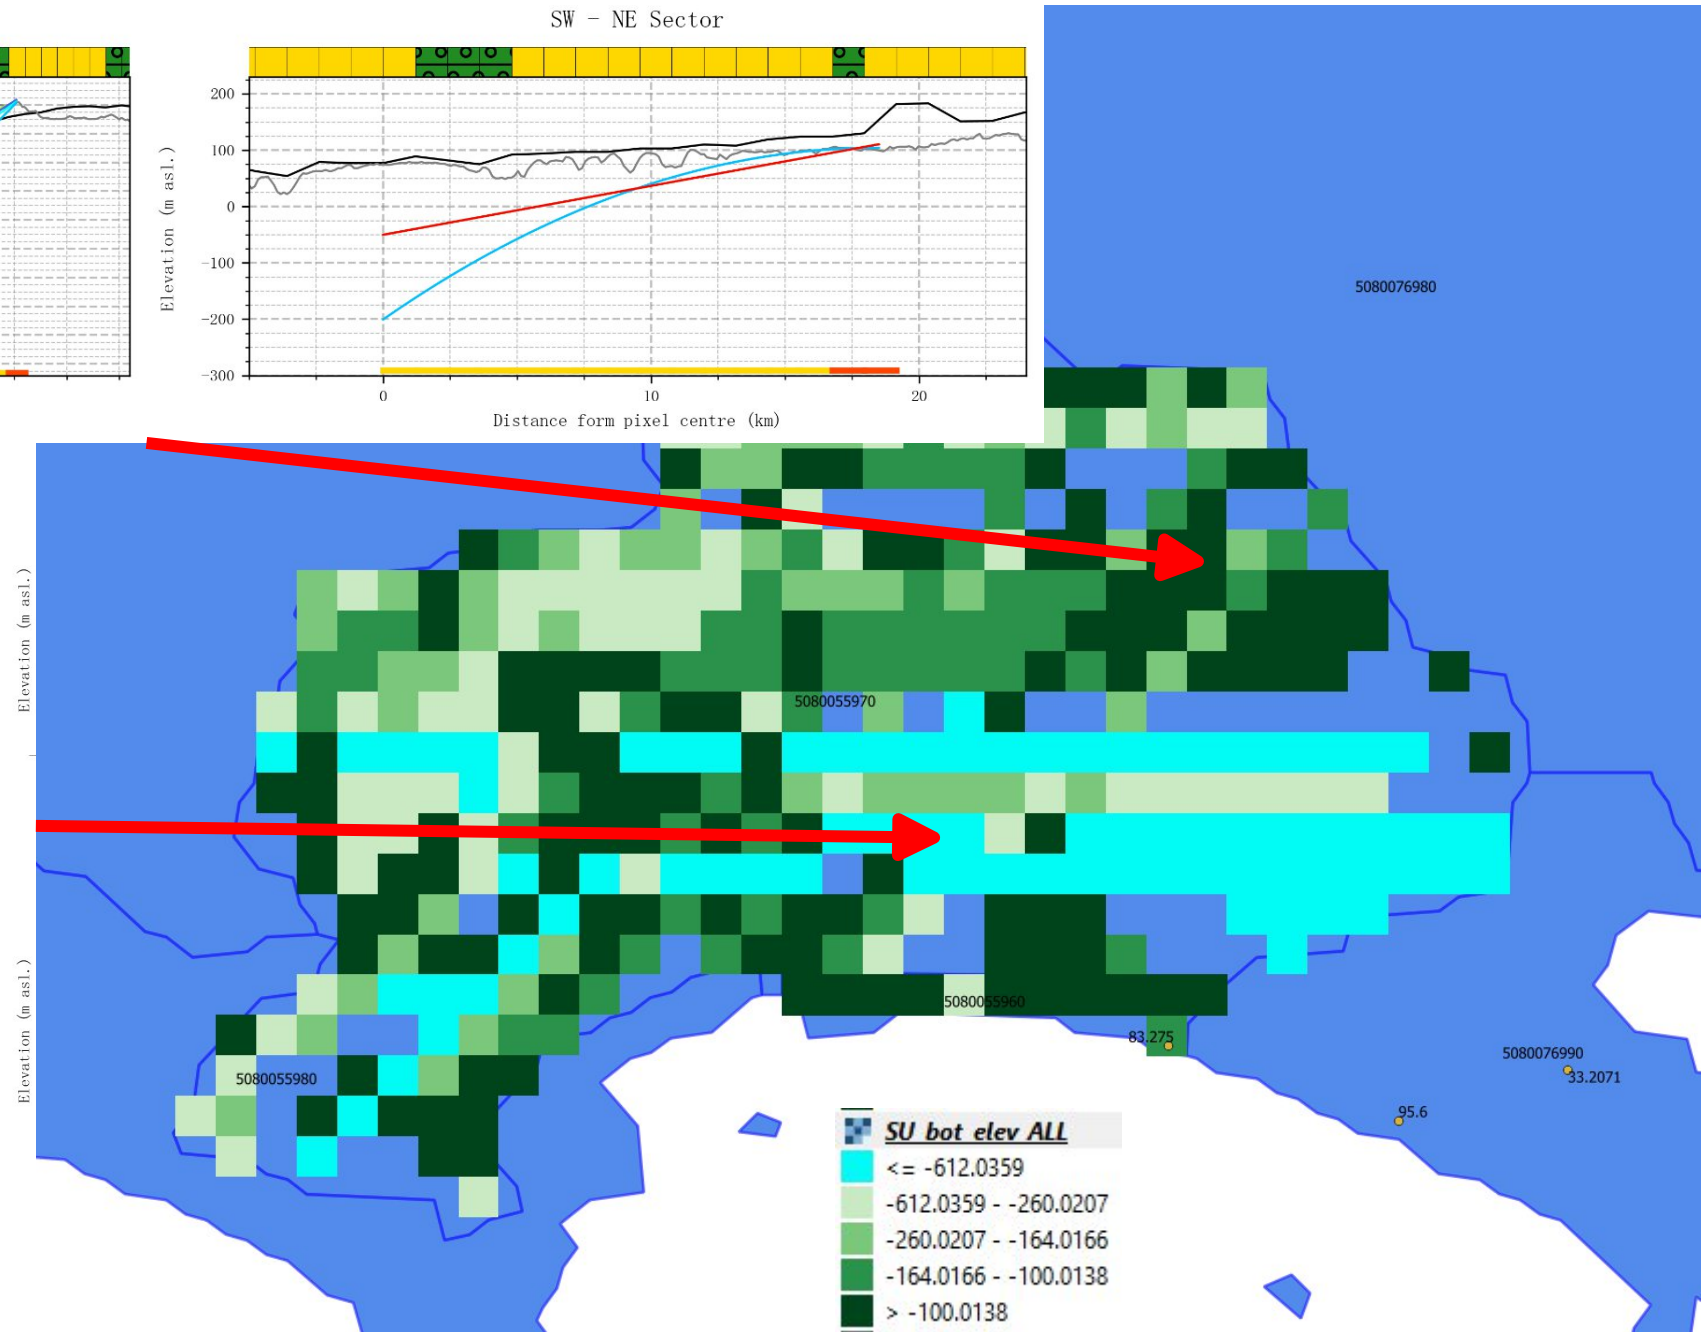 SW - NE Sector
200
100
0
-100
-200
-300
Elevation (m asl.)
0
10
20
Distance form pixel centre (km)
5080076980
Elevation (m asl.)
5080055970
Elevation (m asl.)
5080055960
83.275
5080055980
5080076990
33.2071
95.6
SU bot elev ALL
<= -612.0359
-612.0359 - -260.0207
-260.0207 - -164.0166
-164.0166 - -100.0138
> -100.0138